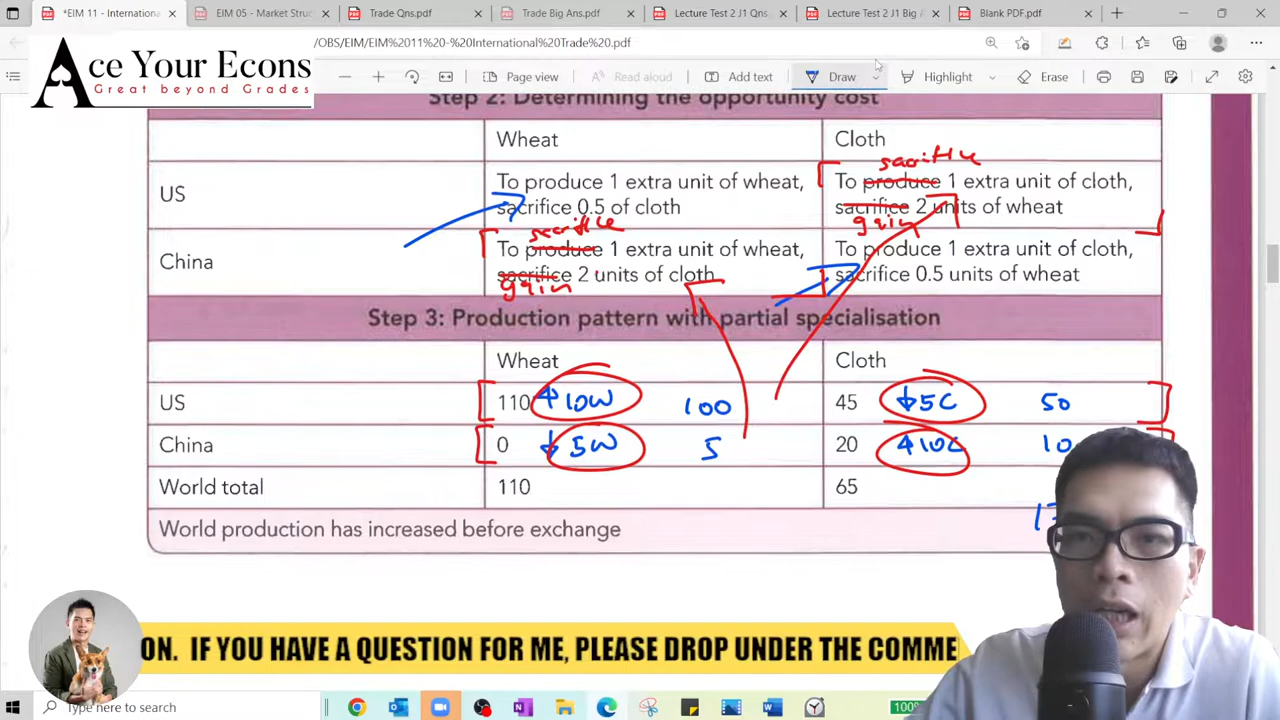 *EIM 11 - Internationa
EIM 05 - Market Struc
Trade Qns.pdf
Trade Big Ans.pdf
Lecture Test 2 J1 Qns.
Lecture Test 2 J1 Big A
Blank PDF.pdf
/OBS/EIM/EIM%2011%20-%20International%20Trade%20.pdf
Ace Your Econs
Great beyond Grades
Page view
Read aloud
Add text
Draw
Highlight
Erase
Step 2: Determining the opportunity cost
Wheat Cloth
sacrifice
US To produce 1 extra unit of wheat, To produce 1 extra unit of cloth,
sacrifice 0.5 of cloth sacrifice 2 units of wheat
sacrifice gain
China To produce 1 extra unit of wheat, To produce 1 extra unit of cloth,
sacrifice 2 units of cloth sacrifice 0.5 units of wheat
gain
Step 3: Production pattern with partial specialisation
Wheat Cloth
US 110 ↑10W 100 45 ↓5C 50
China 0 ↓5W 5 20 ↑10C 10
World total 110 65
World production has increased before exchange
ON. IF YOU HAVE A QUESTION FOR ME, PLEASE DROP UNDER THE COMME
Type here to search
100%